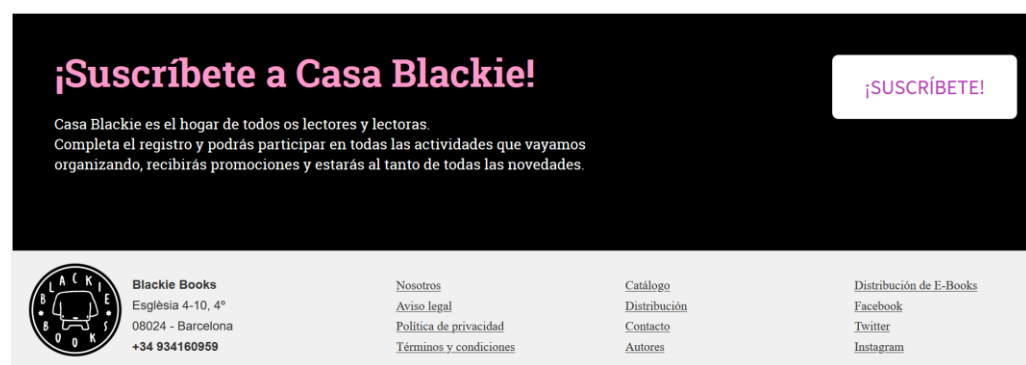 ¡Suscríbete a Casa Blackie!
¡SUSCRÍBETE!
Casa Blackie es el hogar de todos os lectores y lectoras.
Completa el registro y podrás participar en todas las actividades que vayamos
organizando, recibirás promociones y estarás al tanto de todas las novedades.
BLACKIE
BOOKS
Blackie Books
Esglèsia 4-10, 4º
08024 - Barcelona
+34 934160959
Nosotros
Aviso legal
Política de privacidad
Términos y condiciones
Catálogo
Distribución
Contacto
Autores
Distribución de E-Books
Facebook
Twitter
Instagram